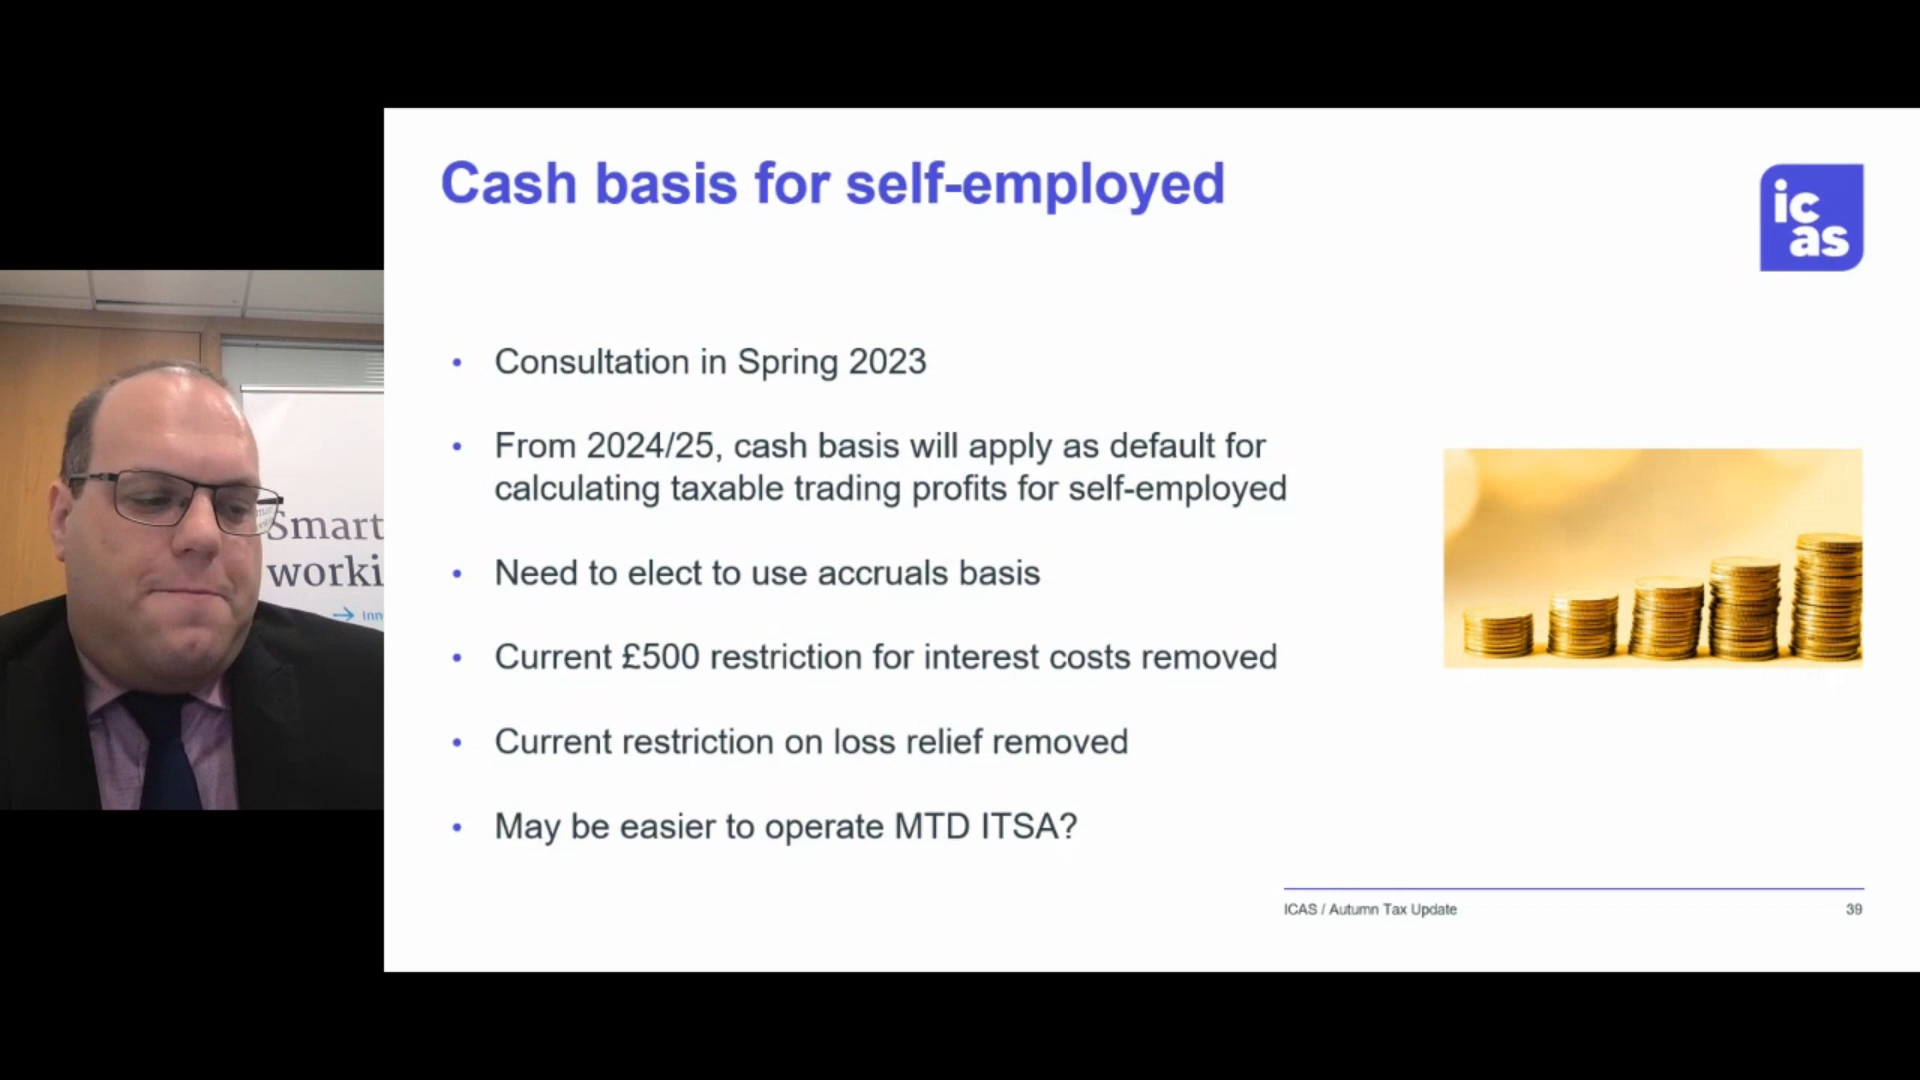 Cash basis for self-employed
ic
as
• Consultation in Spring 2023
• From 2024/25, cash basis will apply as default for
calculating taxable trading profits for self-employed
• Need to elect to use accruals basis
• Current £500 restriction for interest costs removed
• Current restriction on loss relief removed
• May be easier to operate MTD ITSA?
ICAS / Autumn Tax Update
39
Smart
worki
→ Inn